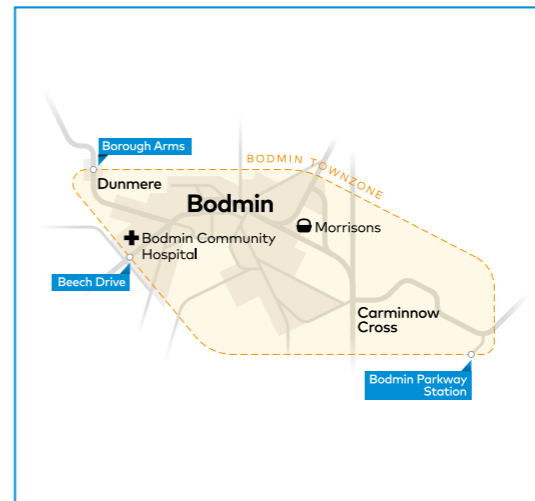 Borough Arms
BODMIN TOWNZONE
Dunmere
Bodmin
Morrisons
Bodmin Community
Hospital
Beech Drive
Carminnow
Cross
Bodmin Parkway
Station